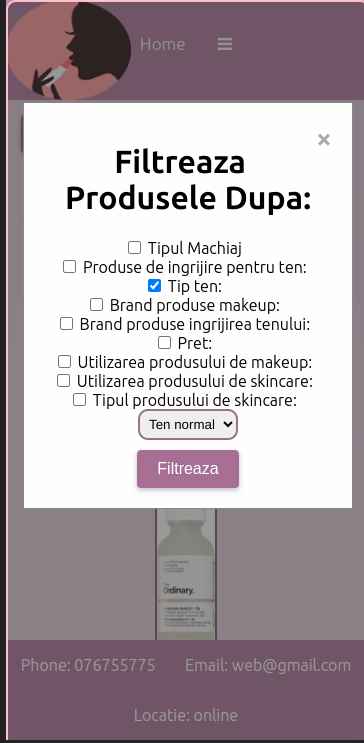 Home
×
Filtreaza
Produsele Dupa:
Tipul Machiaj
Produse de ingrijire pentru ten:
Tip ten:
Brand produse makeup:
Brand produse ingrijirea tenului:
Pret:
Utilizarea produsului de makeup:
Utilizarea produsului de skincare:
Tipul produsului de skincare:
Ten normal
Filtreaza
Ordinary.
Phone: 076755775 Email: web@gmail.com
Locatie: online